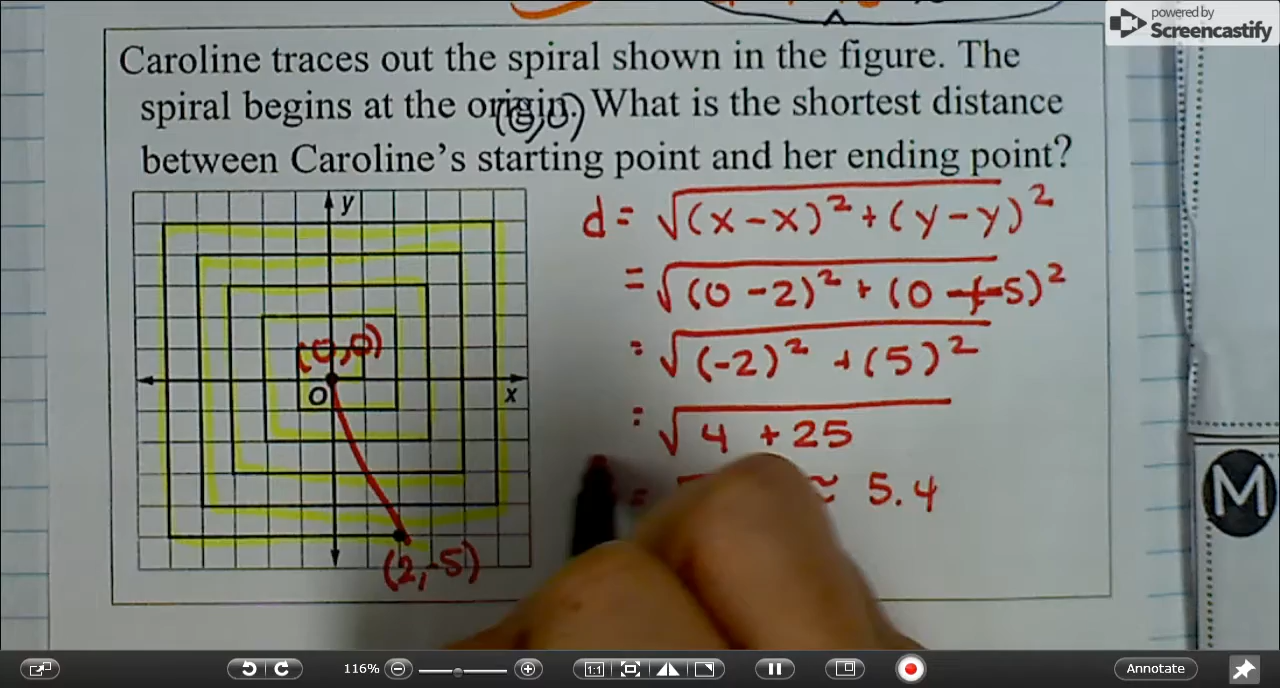 powered by
Screencastify
Caroline traces out the spiral shown in the figure. The
spiral begins at the origin. What is the shortest distance
(0,0)
between Caroline's starting point and her ending point?
y
(0,0)
O
x
(2,-5)
d = √(x-x)² + (y-y)²
= √(0-2)² + (0--5)²
= √(-2)² + (5)²
= √4 + 25
= ≈ 5.4
M
116%
1:1
Annotate